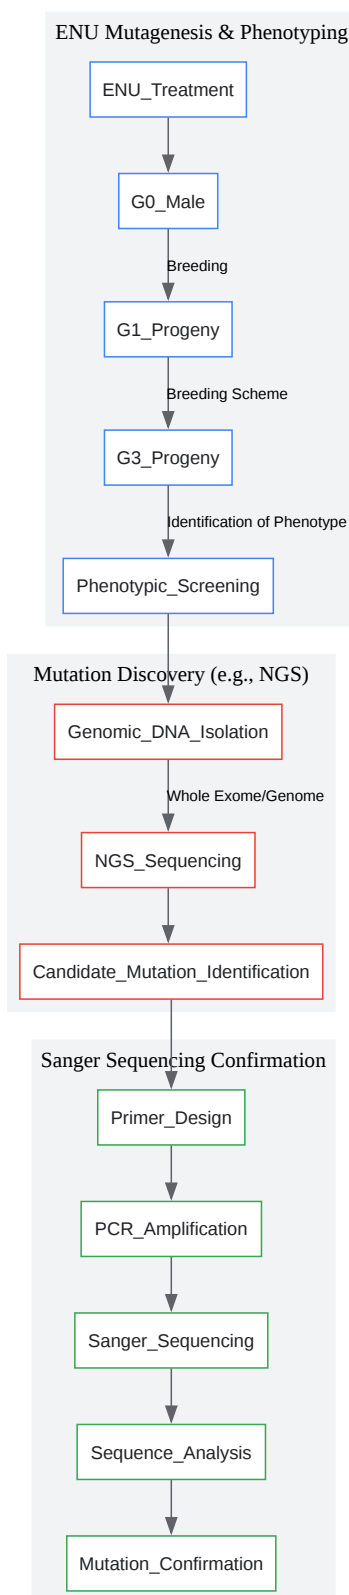 ENU Mutagenesis & Phenotyping
ENU_Treatment
G0_Male
Breeding
G1_Progeny
Breeding Scheme
G3_Progeny
Identification of Phenotype
Phenotypic_Screening
Mutation Discovery (e.g., NGS)
Genomic_DNA_Isolation
Whole Exome/Genome
NGS_Sequencing
Candidate_Mutation_Identification
Sanger Sequencing Confirmation
Primer_Design
PCR_Amplification
Sanger_Sequencing
Sequence_Analysis
Mutation_Confirmation